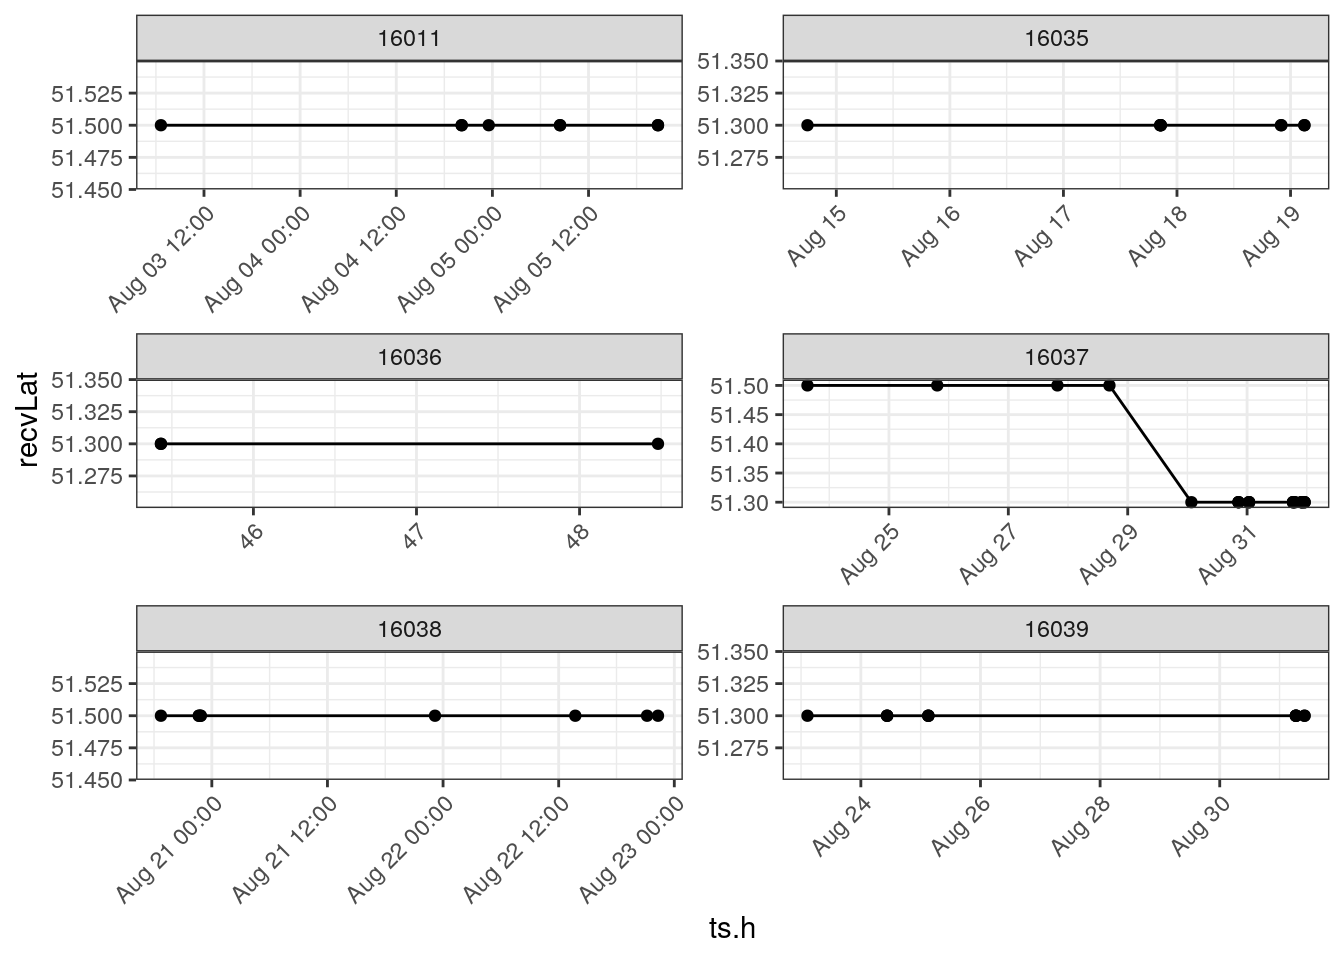 16011
51.525
51.500
51.475
51.450
Aug 03 12:00
Aug 04 00:00
Aug 04 12:00
Aug 05 00:00
Aug 05 12:00
16035
51.350
51.325
51.300
51.275
Aug 15
Aug 16
Aug 17
Aug 18
Aug 19
recvLat
16036
51.350
51.325
51.300
51.275
46
47
48
16037
51.50
51.45
51.40
51.35
51.30
Aug 25
Aug 27
Aug 29
Aug 31
16038
51.525
51.500
51.475
51.450
Aug 21 00:00
Aug 21 12:00
Aug 22 00:00
Aug 22 12:00
Aug 23 00:00
16039
51.350
51.325
51.300
51.275
Aug 24
Aug 26
Aug 28
Aug 30
ts.h